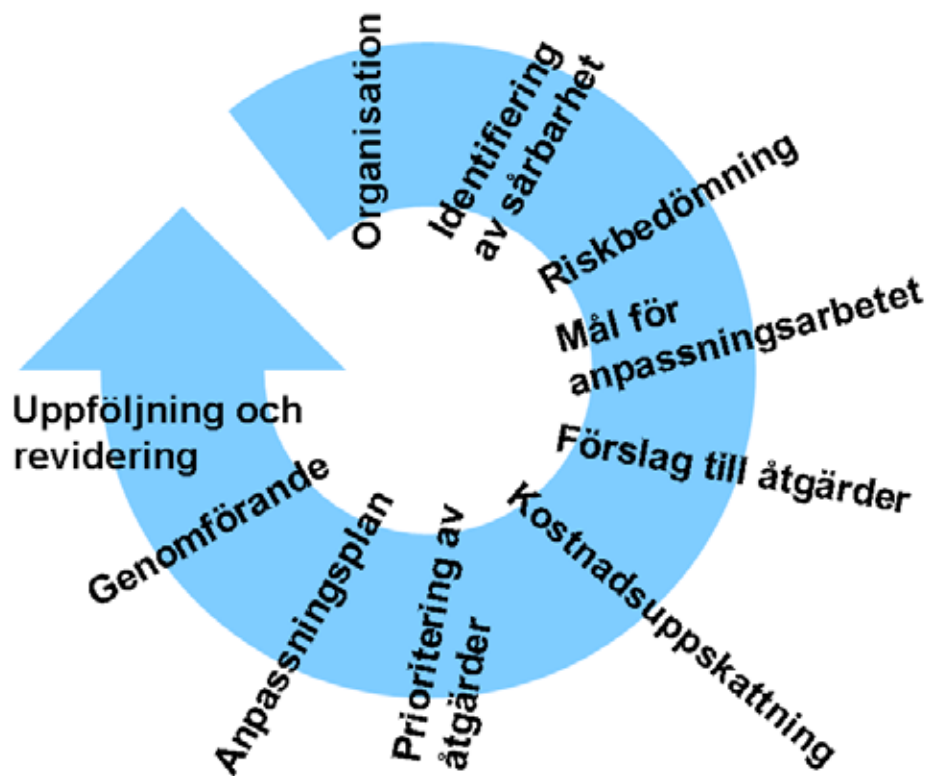 Organisation
Identifiering
av sårbarhet
Riskbedömning
Mål för
anpassningsarbetet
Förslag till åtgärder
Kostnadsuppskattning
Prioritering av
åtgärder
Anpassningsplan
Genomförande
Uppföljning och
revidering